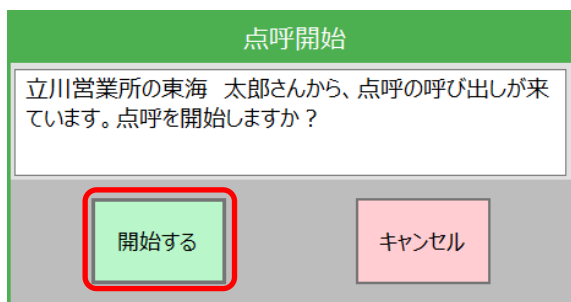 点呼開始
立川営業所の東海　太郎さんから、点呼の呼び出しが来
ています。点呼を開始しますか？
開始する
キャンセル